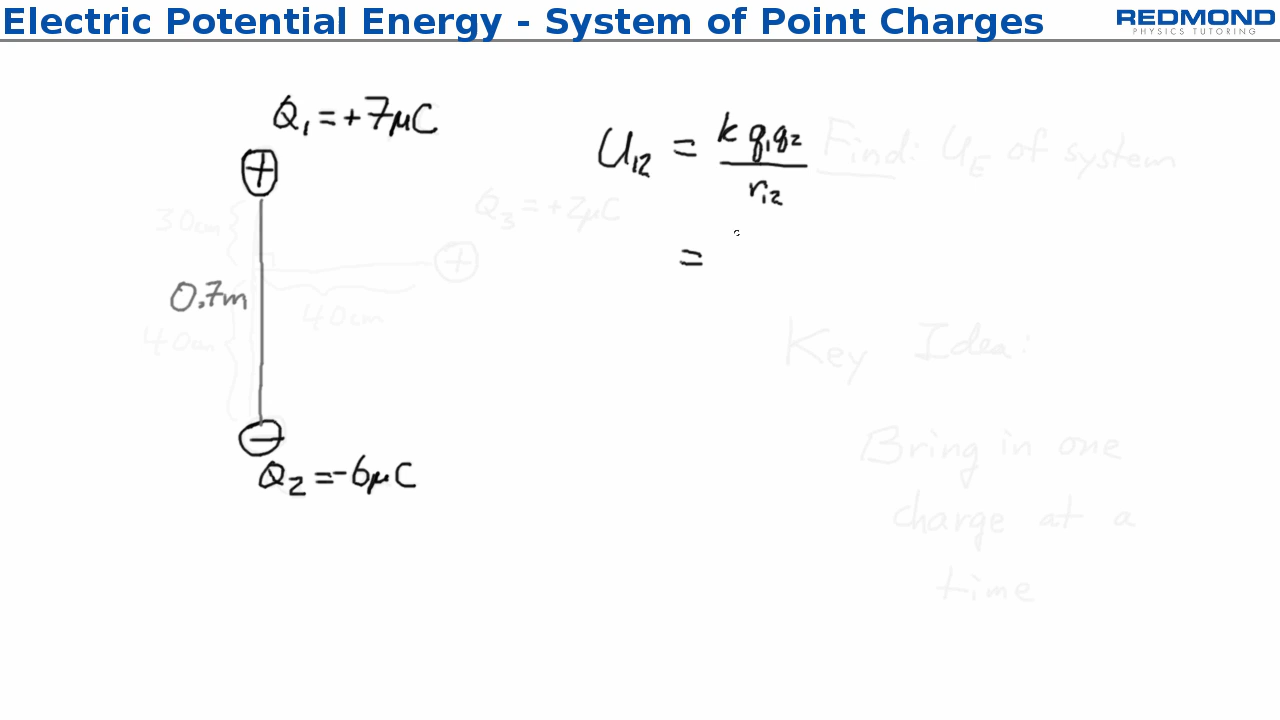 Electric Potential Energy - System of Point Charges
REDMOND
PHYSICS TUTORING
Q₁ = +7μC
U₁₂ = k q₁q₂ / r₁₂
Find: U_E of system
30cm
Q₃ = +2μC
=
0.7m
40cm
40cm
Key Idea:
Bring in one
charge at a
time
Q₂ = -6μC